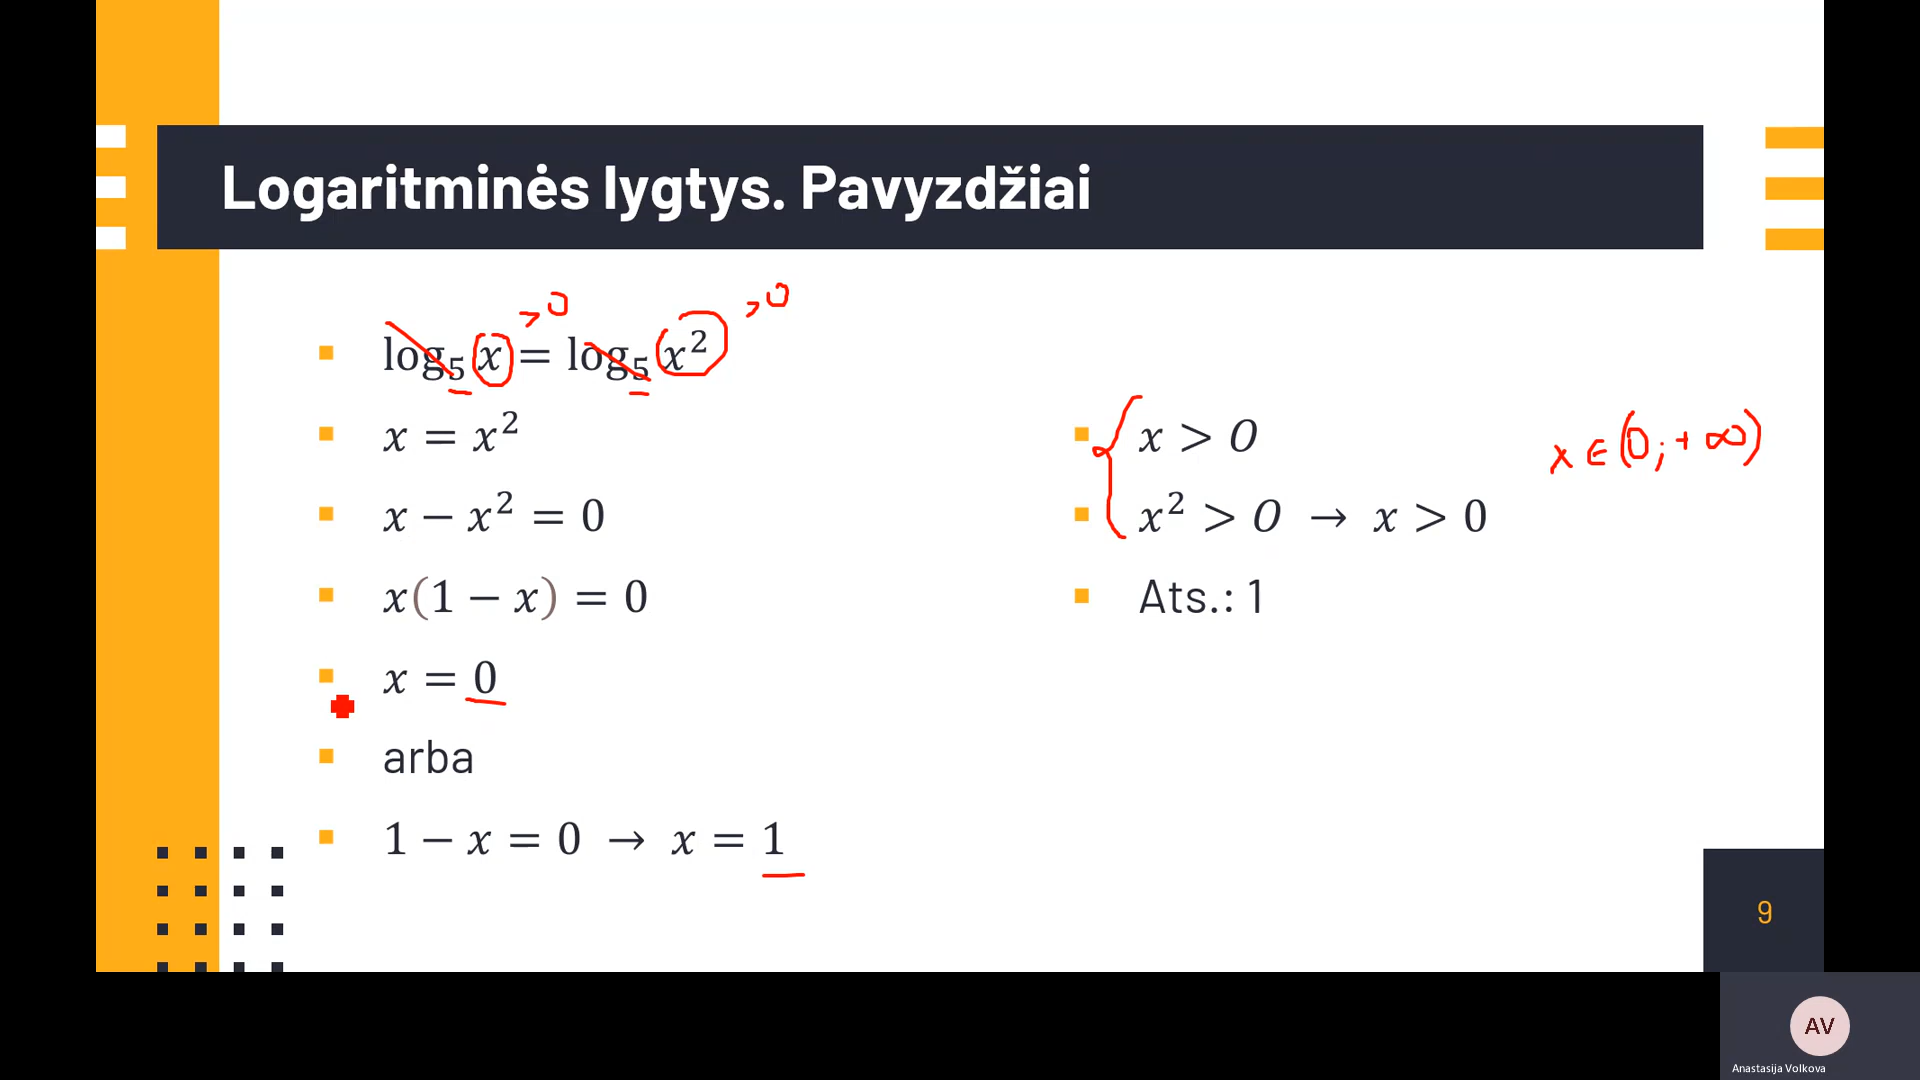 Logaritminės lygtys. Pavyzdžiai
>0 >0
log₅ x = log₅ x²
x = x²
x − x² = 0
x(1 − x) = 0
x = 0
arba
1 − x = 0 → x = 1
x > 0
x ∈ (0; + ∞)
x² > 0 → x > 0
Ats.: 1
9
AV
Anastasija Volkova